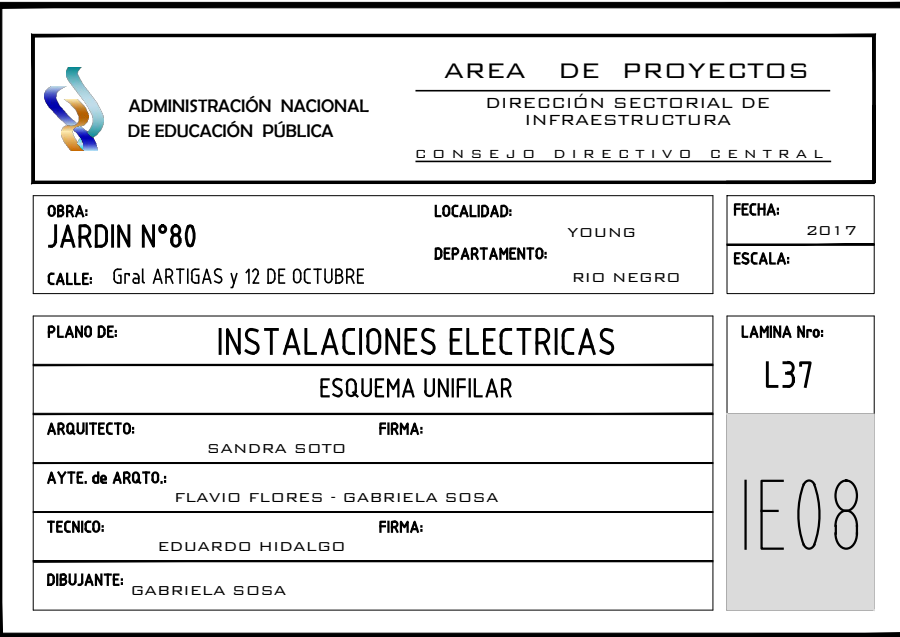 ADMINISTRACIÓN NACIONAL
DE EDUCACIÓN PÚBLICA
AREA DE PROYECTOS
DIRECCIÓN SECTORIAL DE
INFRAESTRUCTURA
CONSEJO DIRECTIVO CENTRAL
OBRA:
JARDIN N°80
CALLE: Gral ARTIGAS y 12 DE OCTUBRE
LOCALIDAD:
YOUNG
DEPARTAMENTO:
RIO NEGRO
FECHA:
2017
ESCALA:
PLANO DE:
INSTALACIONES ELECTRICAS
ESQUEMA UNIFILAR
ARQUITECTO:
SANDRA SOTO
FIRMA:
AYTE. de ARQTO.:
FLAVIO FLORES - GABRIELA SOSA
TECNICO:
EDUARDO HIDALGO
FIRMA:
DIBUJANTE:
GABRIELA SOSA
LAMINA Nro:
L37
IE08